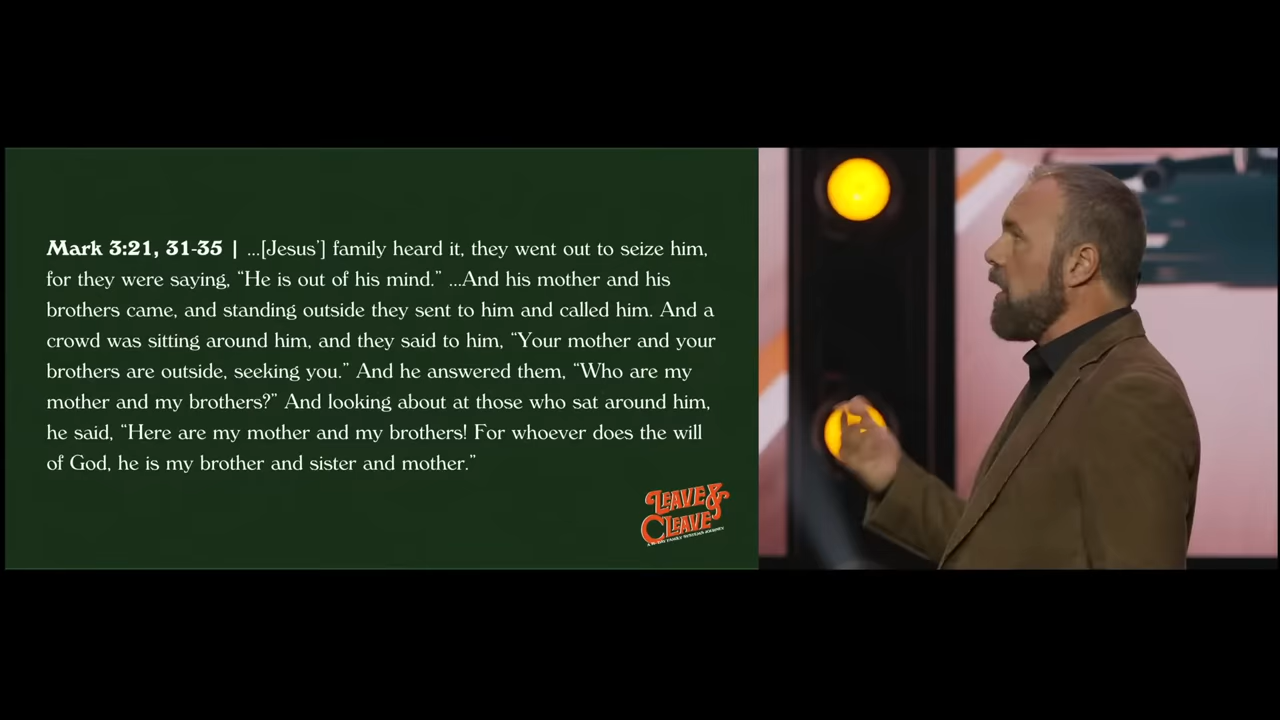 Mark 3:21, 31-35 | ...[Jesus’] family heard it, they went out to seize him,
for they were saying, “He is out of his mind.” ...And his mother and his
brothers came, and standing outside they sent to him and called him. And a
crowd was sitting around him, and they said to him, “Your mother and your
brothers are outside, seeking you.” And he answered them, “Who are my
mother and my brothers?” And looking about at those who sat around him,
he said, “Here are my mother and my brothers! For whoever does the will
of God, he is my brother and sister and mother.”
LEAVE &
CLEAVE
FAMILY SYSTEMS JOURNEY